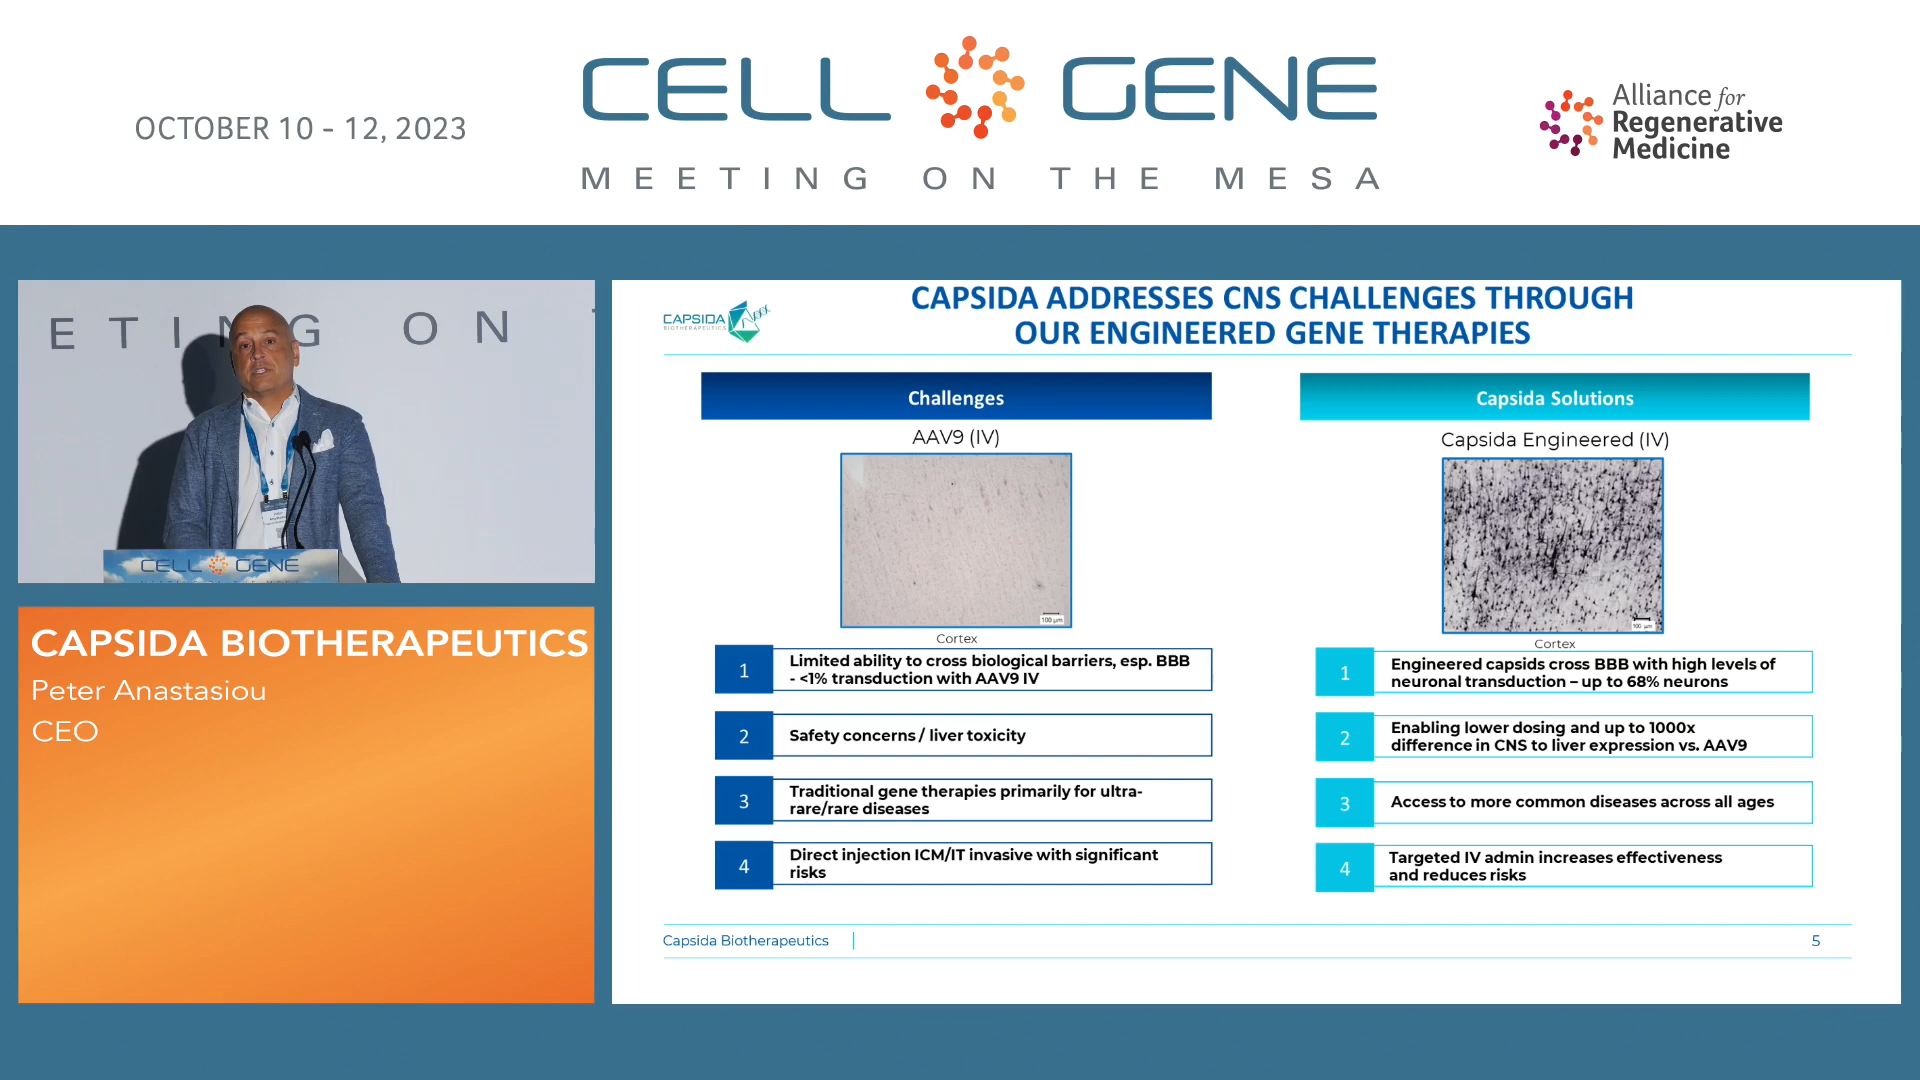 OCTOBER 10 - 12, 2023
CELL GENE
MEETING ON THE MESA
Alliance for
Regenerative
Medicine
ETING ON
CELL GENE
CAPSIDA BIOTHERAPEUTICS
Peter Anastasiou
CEO
CAPSIDA
BIOTHERAPEUTICS
CAPSIDA ADDRESSES CNS CHALLENGES THROUGH
OUR ENGINEERED GENE THERAPIES
Challenges
AAV9 (IV)
100 µm
Cortex
1
Limited ability to cross biological barriers, esp. BBB
- <1% transduction with AAV9 IV
2
Safety concerns / liver toxicity
3
Traditional gene therapies primarily for ultra-
rare/rare diseases
4
Direct injection ICM/IT invasive with significant
risks
Capsida Solutions
Capsida Engineered (IV)
100 µm
Cortex
1
Engineered capsids cross BBB with high levels of
neuronal transduction – up to 68% neurons
2
Enabling lower dosing and up to 1000x
difference in CNS to liver expression vs. AAV9
3
Access to more common diseases across all ages
4
Targeted IV admin increases effectiveness
and reduces risks
Capsida Biotherapeutics
5